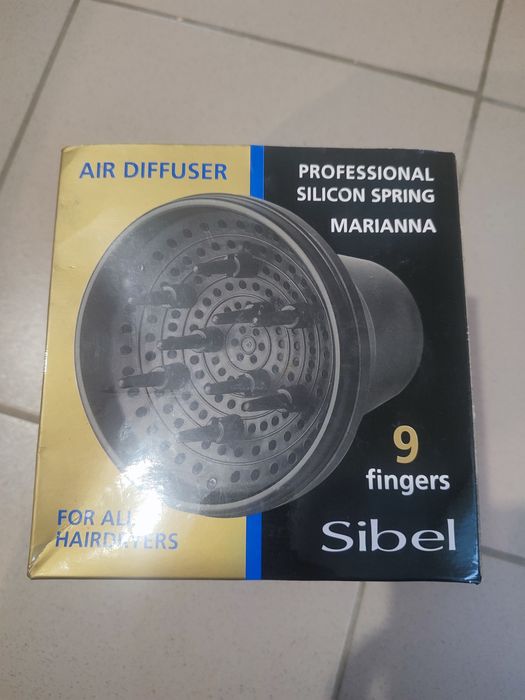 AIR DIFFUSER
PROFESSIONAL
SILICON SPRING
MARIANNA
9
fingers
FOR ALL
HAIRDRYERS
Sibel